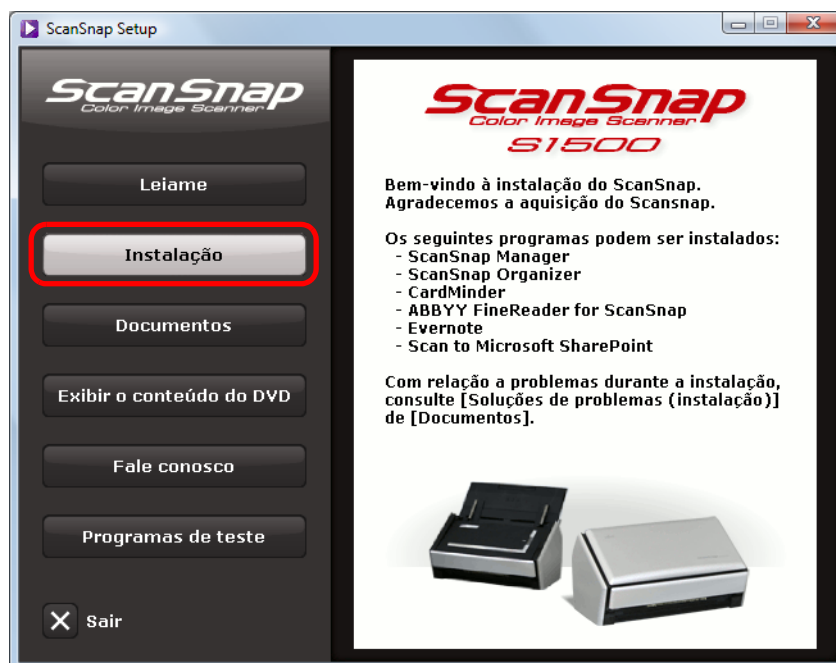 ScanSnap Setup
ScanSnap
Color Image Scanner
Leiame
Instalação
Documentos
Exibir o conteúdo do DVD
Fale conosco
Programas de teste
Sair
ScanSnap
Color Image Scanner
S1500
Bem-vindo à instalação do ScanSnap.
Agradecemos a aquisição do Scansnap.
Os seguintes programas podem ser instalados:
- ScanSnap Manager
- ScanSnap Organizer
- CardMinder
- ABBYY FineReader for ScanSnap
- Evernote
- Scan to Microsoft SharePoint
Com relação a problemas durante a instalação,
consulte [Soluções de problemas (instalação)]
de [Documentos].